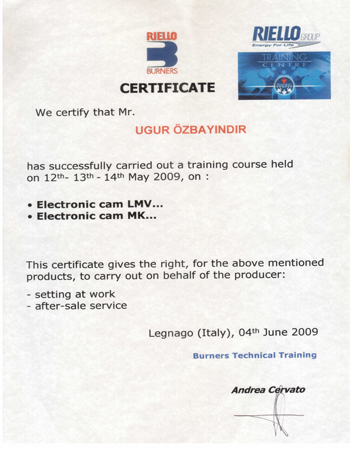 RIELLO
BURNERS
RIELLO GROUP
Energy For Life
TRAINING
CENTRE
CERTIFICATE
We certify that Mr.
UGUR ÖZBAYINDIR
has successfully carried out a training course held
on 12th- 13th - 14th May 2009, on :
• Electronic cam LMV...
• Electronic cam MK...
This certificate gives the right, for the above mentioned
products, to carry out on behalf of the producer:
- setting at work
- after-sale service
Legnago (Italy), 04th June 2009
Burners Technical Training
Andrea Cervato